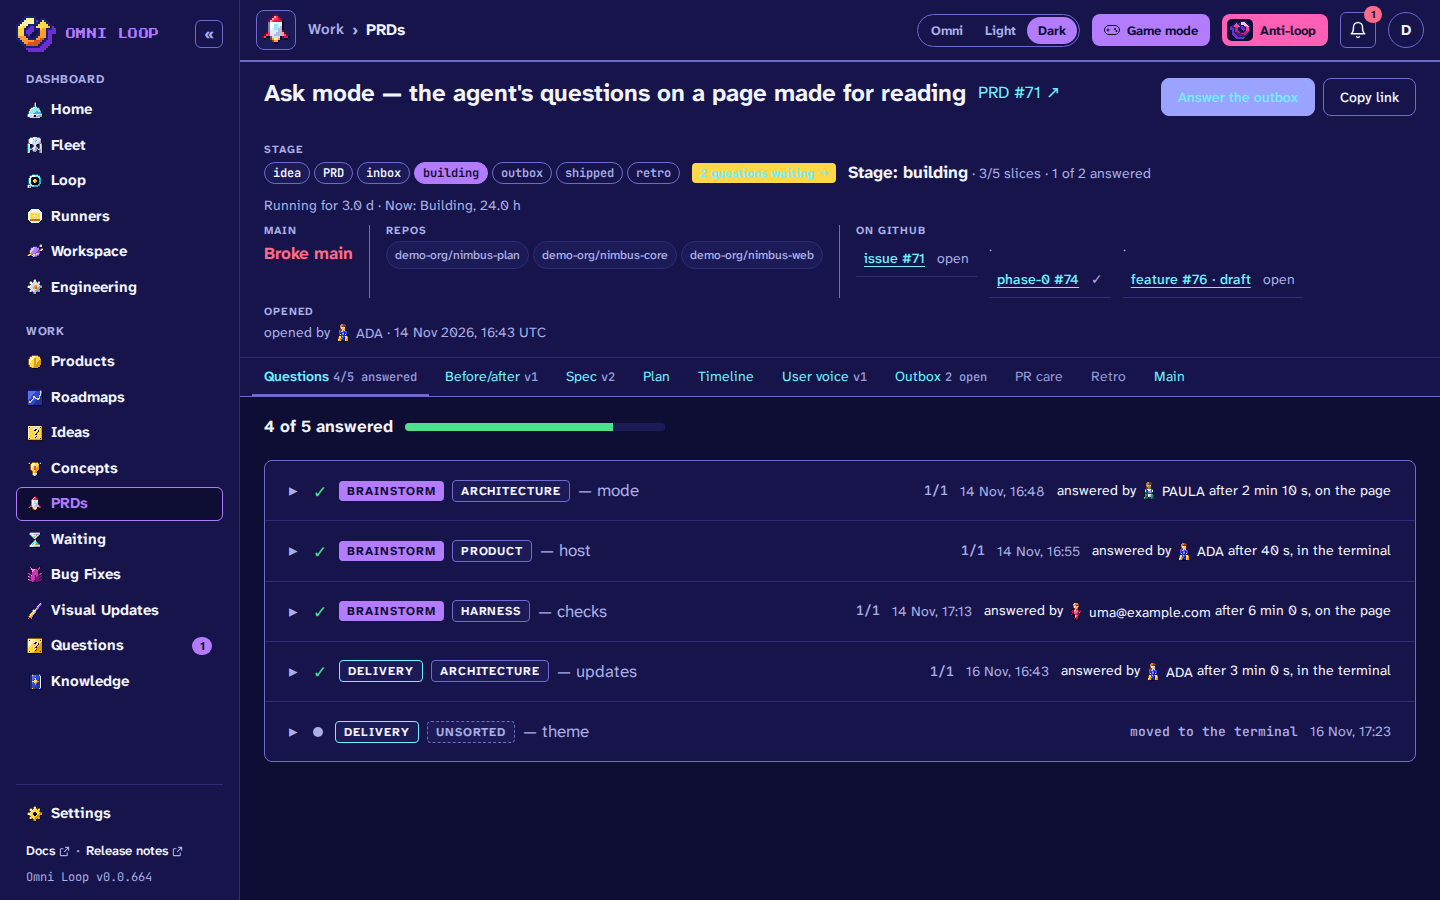 OMNI LOOP
«
DASHBOARD
Home
Fleet
Loop
Runners
Workspace
Engineering
WORK
Products
Roadmaps
Ideas
Concepts
PRDs
Waiting
Bug Fixes
Visual Updates
Questions 1
Knowledge
Settings
Docs · Release notes
Omni Loop v0.0.664
Work › PRDs
Omni Light Dark
Game mode
Anti-loop
1
D
Ask mode — the agent's questions on a page made for reading PRD #71 ↗
Answer the outbox
Copy link
STAGE
idea PRD inbox building outbox shipped retro 2 questions waiting → Stage: building · 3/5 slices · 1 of 2 answered
Running for 3.0 d · Now: Building, 24.0 h
MAIN
Broke main
REPOS
demo-org/nimbus-plan demo-org/nimbus-core demo-org/nimbus-web
ON GITHUB
issue #71 open
· phase-0 #74 ✓
· feature #76 · draft open
OPENED
opened by ADA · 14 Nov 2026, 16:43 UTC
Questions 4/5 answered Before/after v1 Spec v2 Plan Timeline User voice v1 Outbox 2 open PR care Retro Main
4 of 5 answered
▶ ✓ BRAINSTORM ARCHITECTURE — mode 1/1 14 Nov, 16:48 answered by PAULA after 2 min 10 s, on the page
▶ ✓ BRAINSTORM PRODUCT — host 1/1 14 Nov, 16:55 answered by ADA after 40 s, in the terminal
▶ ✓ BRAINSTORM HARNESS — checks 1/1 14 Nov, 17:13 answered by uma@example.com after 6 min 0 s, on the page
▶ ✓ DELIVERY ARCHITECTURE — updates 1/1 16 Nov, 16:43 answered by ADA after 3 min 0 s, in the terminal
▶ ● DELIVERY UNSORTED — theme moved to the terminal 16 Nov, 17:23